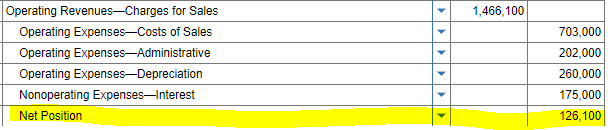 Operating Revenues—Charges for Sales 1,466,100
Operating Expenses—Costs of Sales 703,000
Operating Expenses—Administrative 202,000
Operating Expenses—Depreciation 260,000
Nonoperating Expenses—Interest 175,000
Net Position 126,100